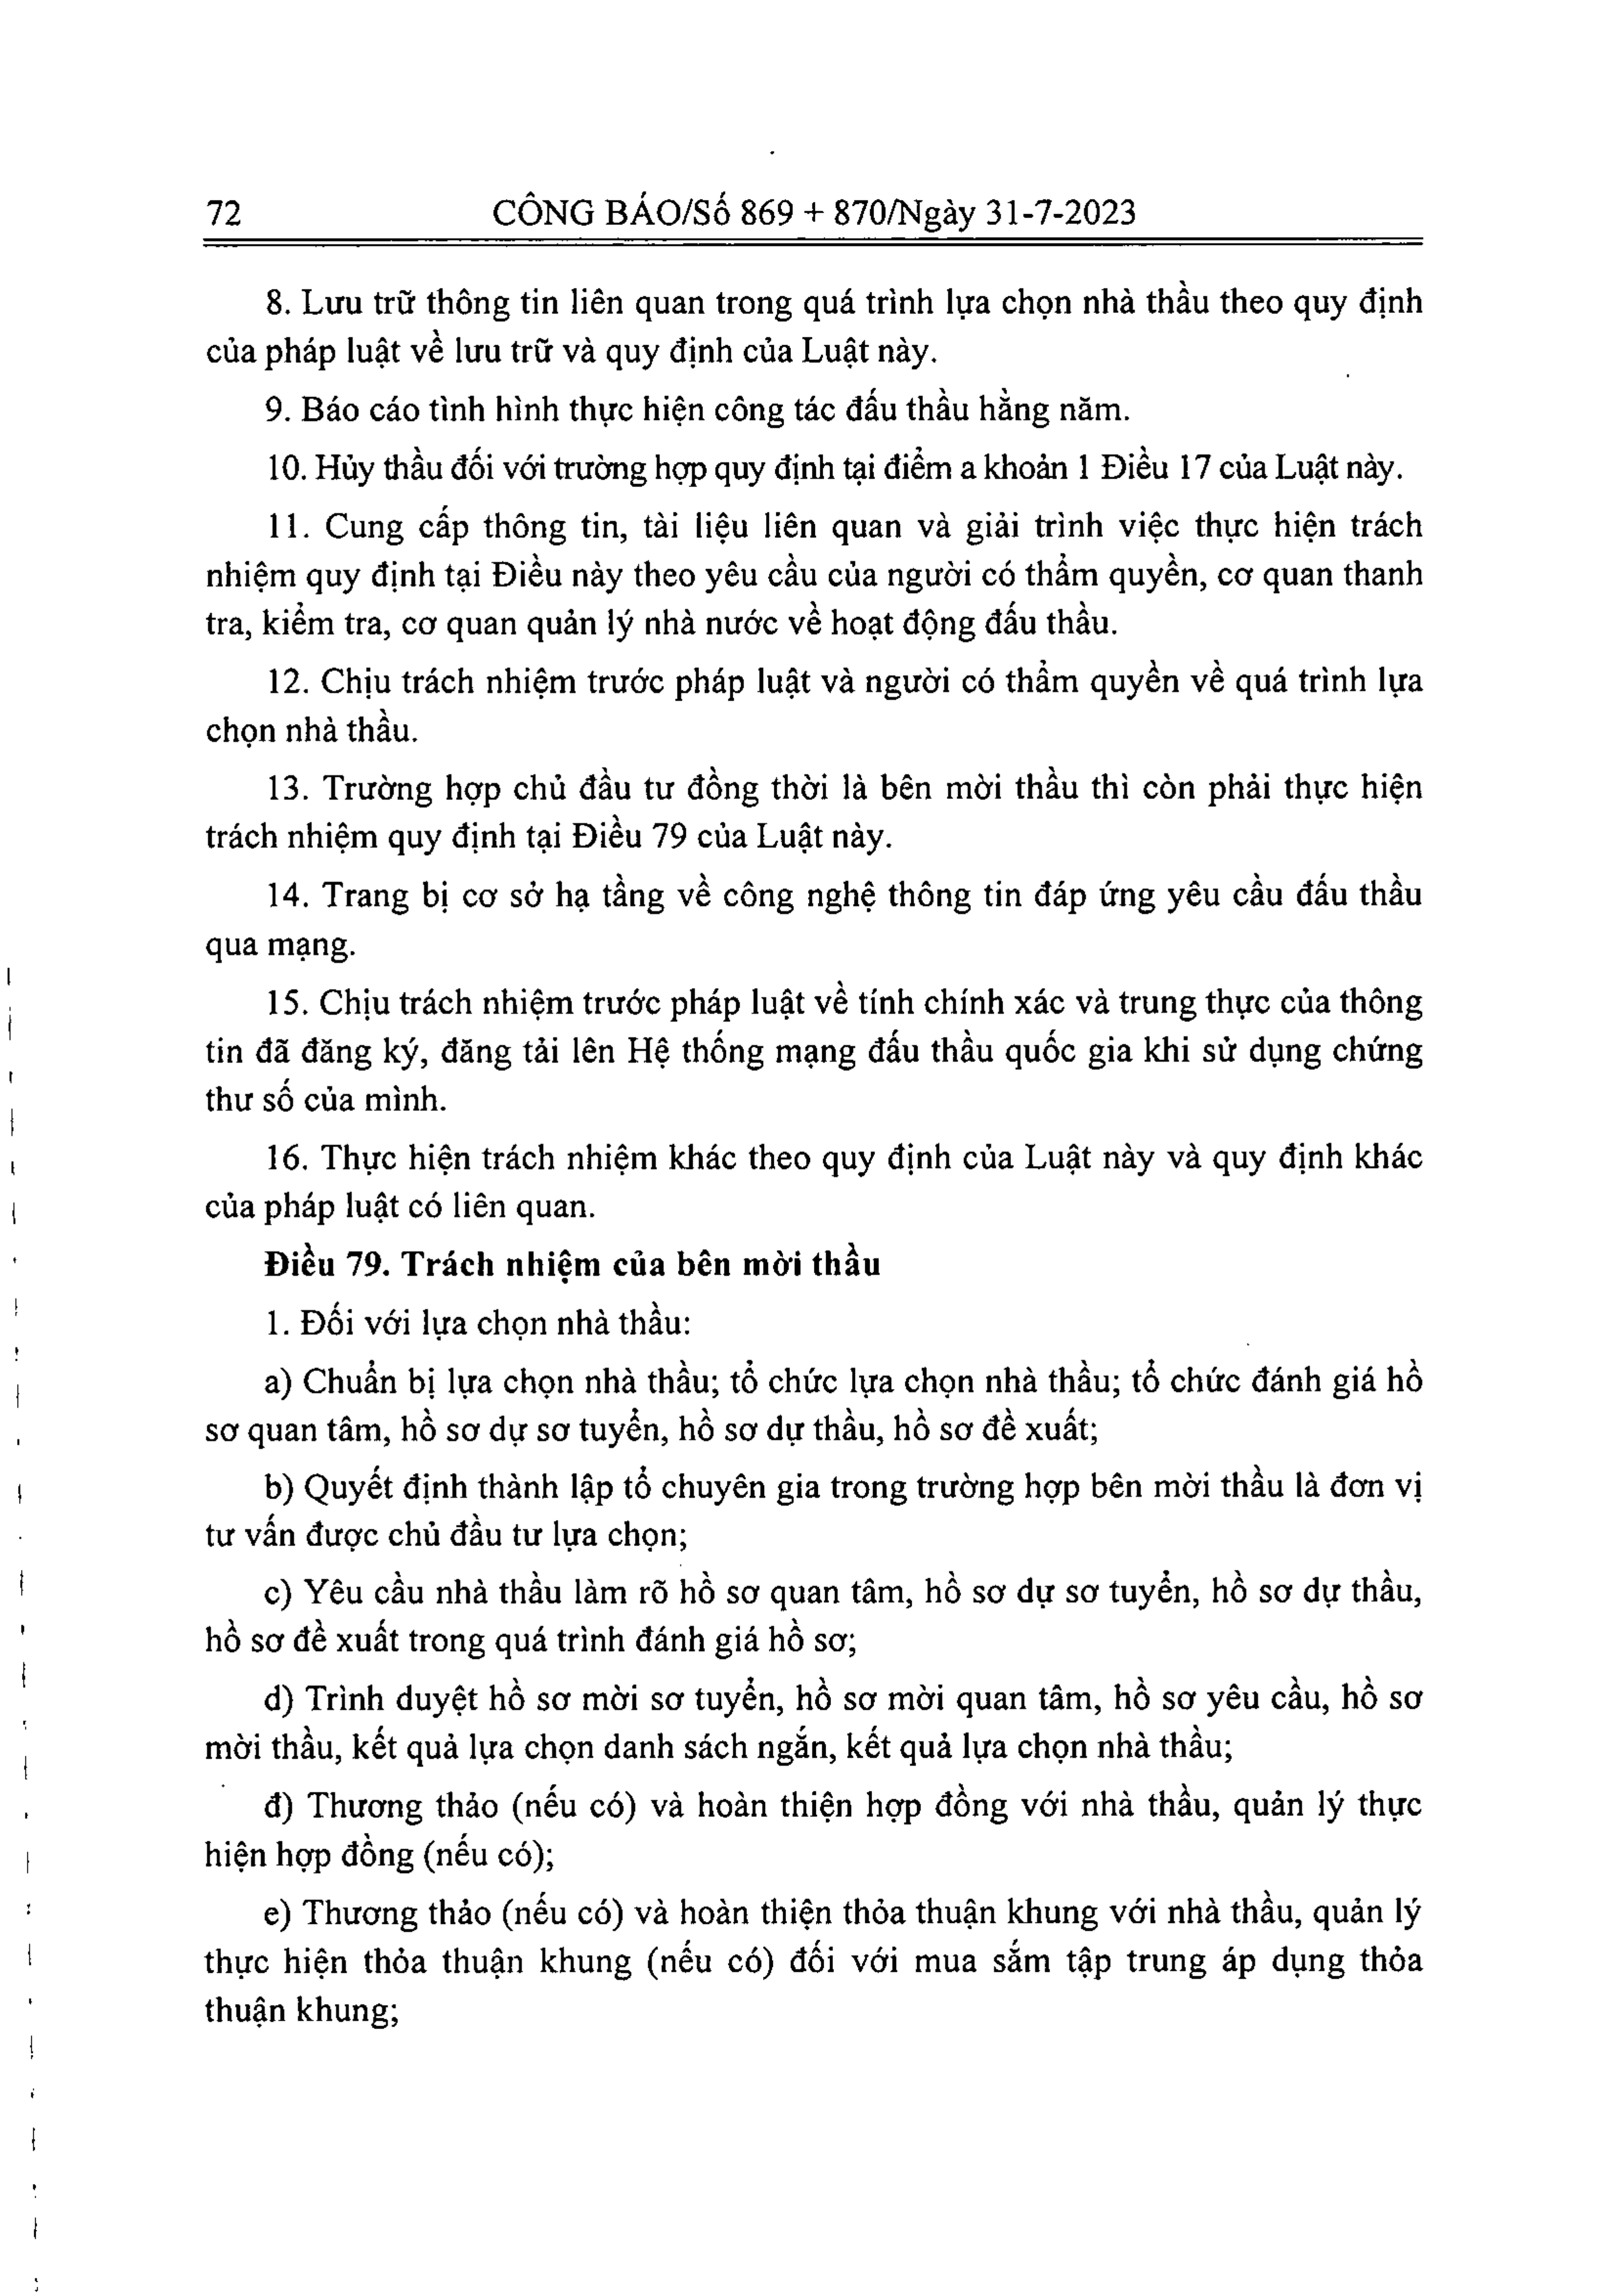 72 CÔNG BÁO/Số 869 + 870/Ngày 31-7-2023
8. Lưu trữ thông tin liên quan trong quá trình lựa chọn nhà thầu theo quy định
của pháp luật về lưu trữ và quy định của Luật này.
9. Báo cáo tình hình thực hiện công tác đấu thầu hằng năm.
10. Hủy thầu đối với trường hợp quy định tại điểm a khoản 1 Điều 17 của Luật này.
11. Cung cấp thông tin, tài liệu liên quan và giải trình việc thực hiện trách
nhiệm quy định tại Điều này theo yêu cầu của người có thẩm quyền, cơ quan thanh
tra, kiểm tra, cơ quan quản lý nhà nước về hoạt động đấu thầu.
12. Chịu trách nhiệm trước pháp luật và người có thẩm quyền về quá trình lựa
chọn nhà thầu.
13. Trường hợp chủ đầu tư đồng thời là bên mời thầu thì còn phải thực hiện
trách nhiệm quy định tại Điều 79 của Luật này.
14. Trang bị cơ sở hạ tầng về công nghệ thông tin đáp ứng yêu cầu đấu thầu
qua mạng.
15. Chịu trách nhiệm trước pháp luật về tính chính xác và trung thực của thông
tin đã đăng ký, đăng tải lên Hệ thống mạng đấu thầu quốc gia khi sử dụng chứng
thư số của mình.
16. Thực hiện trách nhiệm khác theo quy định của Luật này và quy định khác
của pháp luật có liên quan.
Điều 79. Trách nhiệm của bên mời thầu
1. Đối với lựa chọn nhà thầu:
a) Chuẩn bị lựa chọn nhà thầu; tổ chức lựa chọn nhà thầu; tổ chức đánh giá hồ
sơ quan tâm, hồ sơ dự sơ tuyển, hồ sơ dự thầu, hồ sơ đề xuất;
b) Quyết định thành lập tổ chuyên gia trong trường hợp bên mời thầu là đơn vị
tư vấn được chủ đầu tư lựa chọn;
c) Yêu cầu nhà thầu làm rõ hồ sơ quan tâm, hồ sơ dự sơ tuyển, hồ sơ dự thầu,
hồ sơ đề xuất trong quá trình đánh giá hồ sơ;
d) Trình duyệt hồ sơ mời sơ tuyển, hồ sơ mời quan tâm, hồ sơ yêu cầu, hồ sơ
mời thầu, kết quả lựa chọn danh sách ngắn, kết quả lựa chọn nhà thầu;
đ) Thương thảo (nếu có) và hoàn thiện hợp đồng với nhà thầu, quản lý thực
hiện hợp đồng (nếu có);
e) Thương thảo (nếu có) và hoàn thiện thỏa thuận khung với nhà thầu, quản lý
thực hiện thỏa thuận khung (nếu có) đối với mua sắm tập trung áp dụng thỏa
thuận khung;